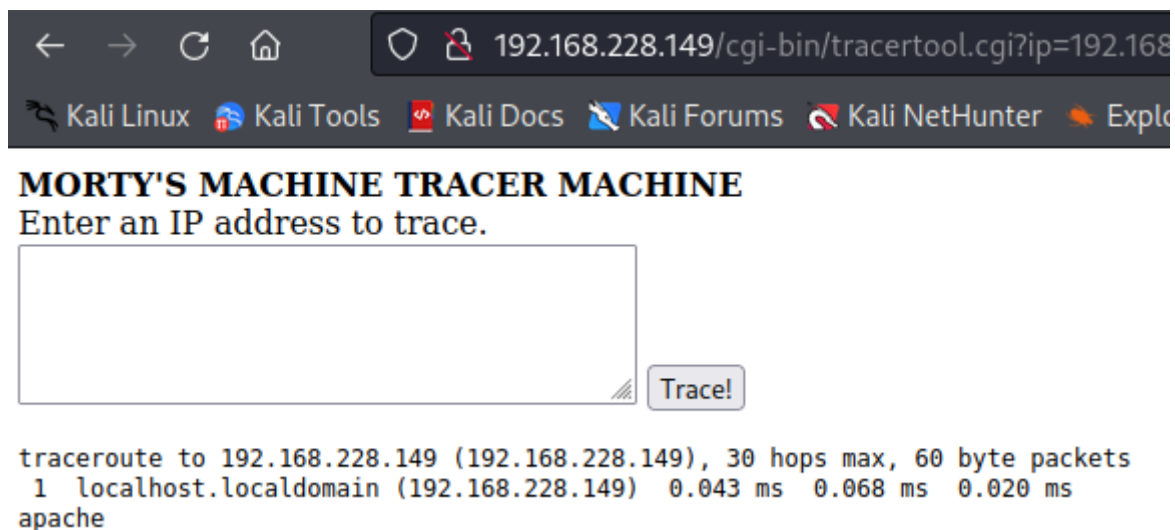 192.168.228.149/cgi-bin/tracertool.cgi?ip=192.168
Kali Linux Kali Tools Kali Docs Kali Forums Kali NetHunter
MORTY'S MACHINE TRACER MACHINE
Enter an IP address to trace.
Trace!
traceroute to 192.168.228.149 (192.168.228.149), 30 hops max, 60 byte packets
1 localhost.localdomain (192.168.228.149) 0.043 ms 0.068 ms 0.020 ms
apache